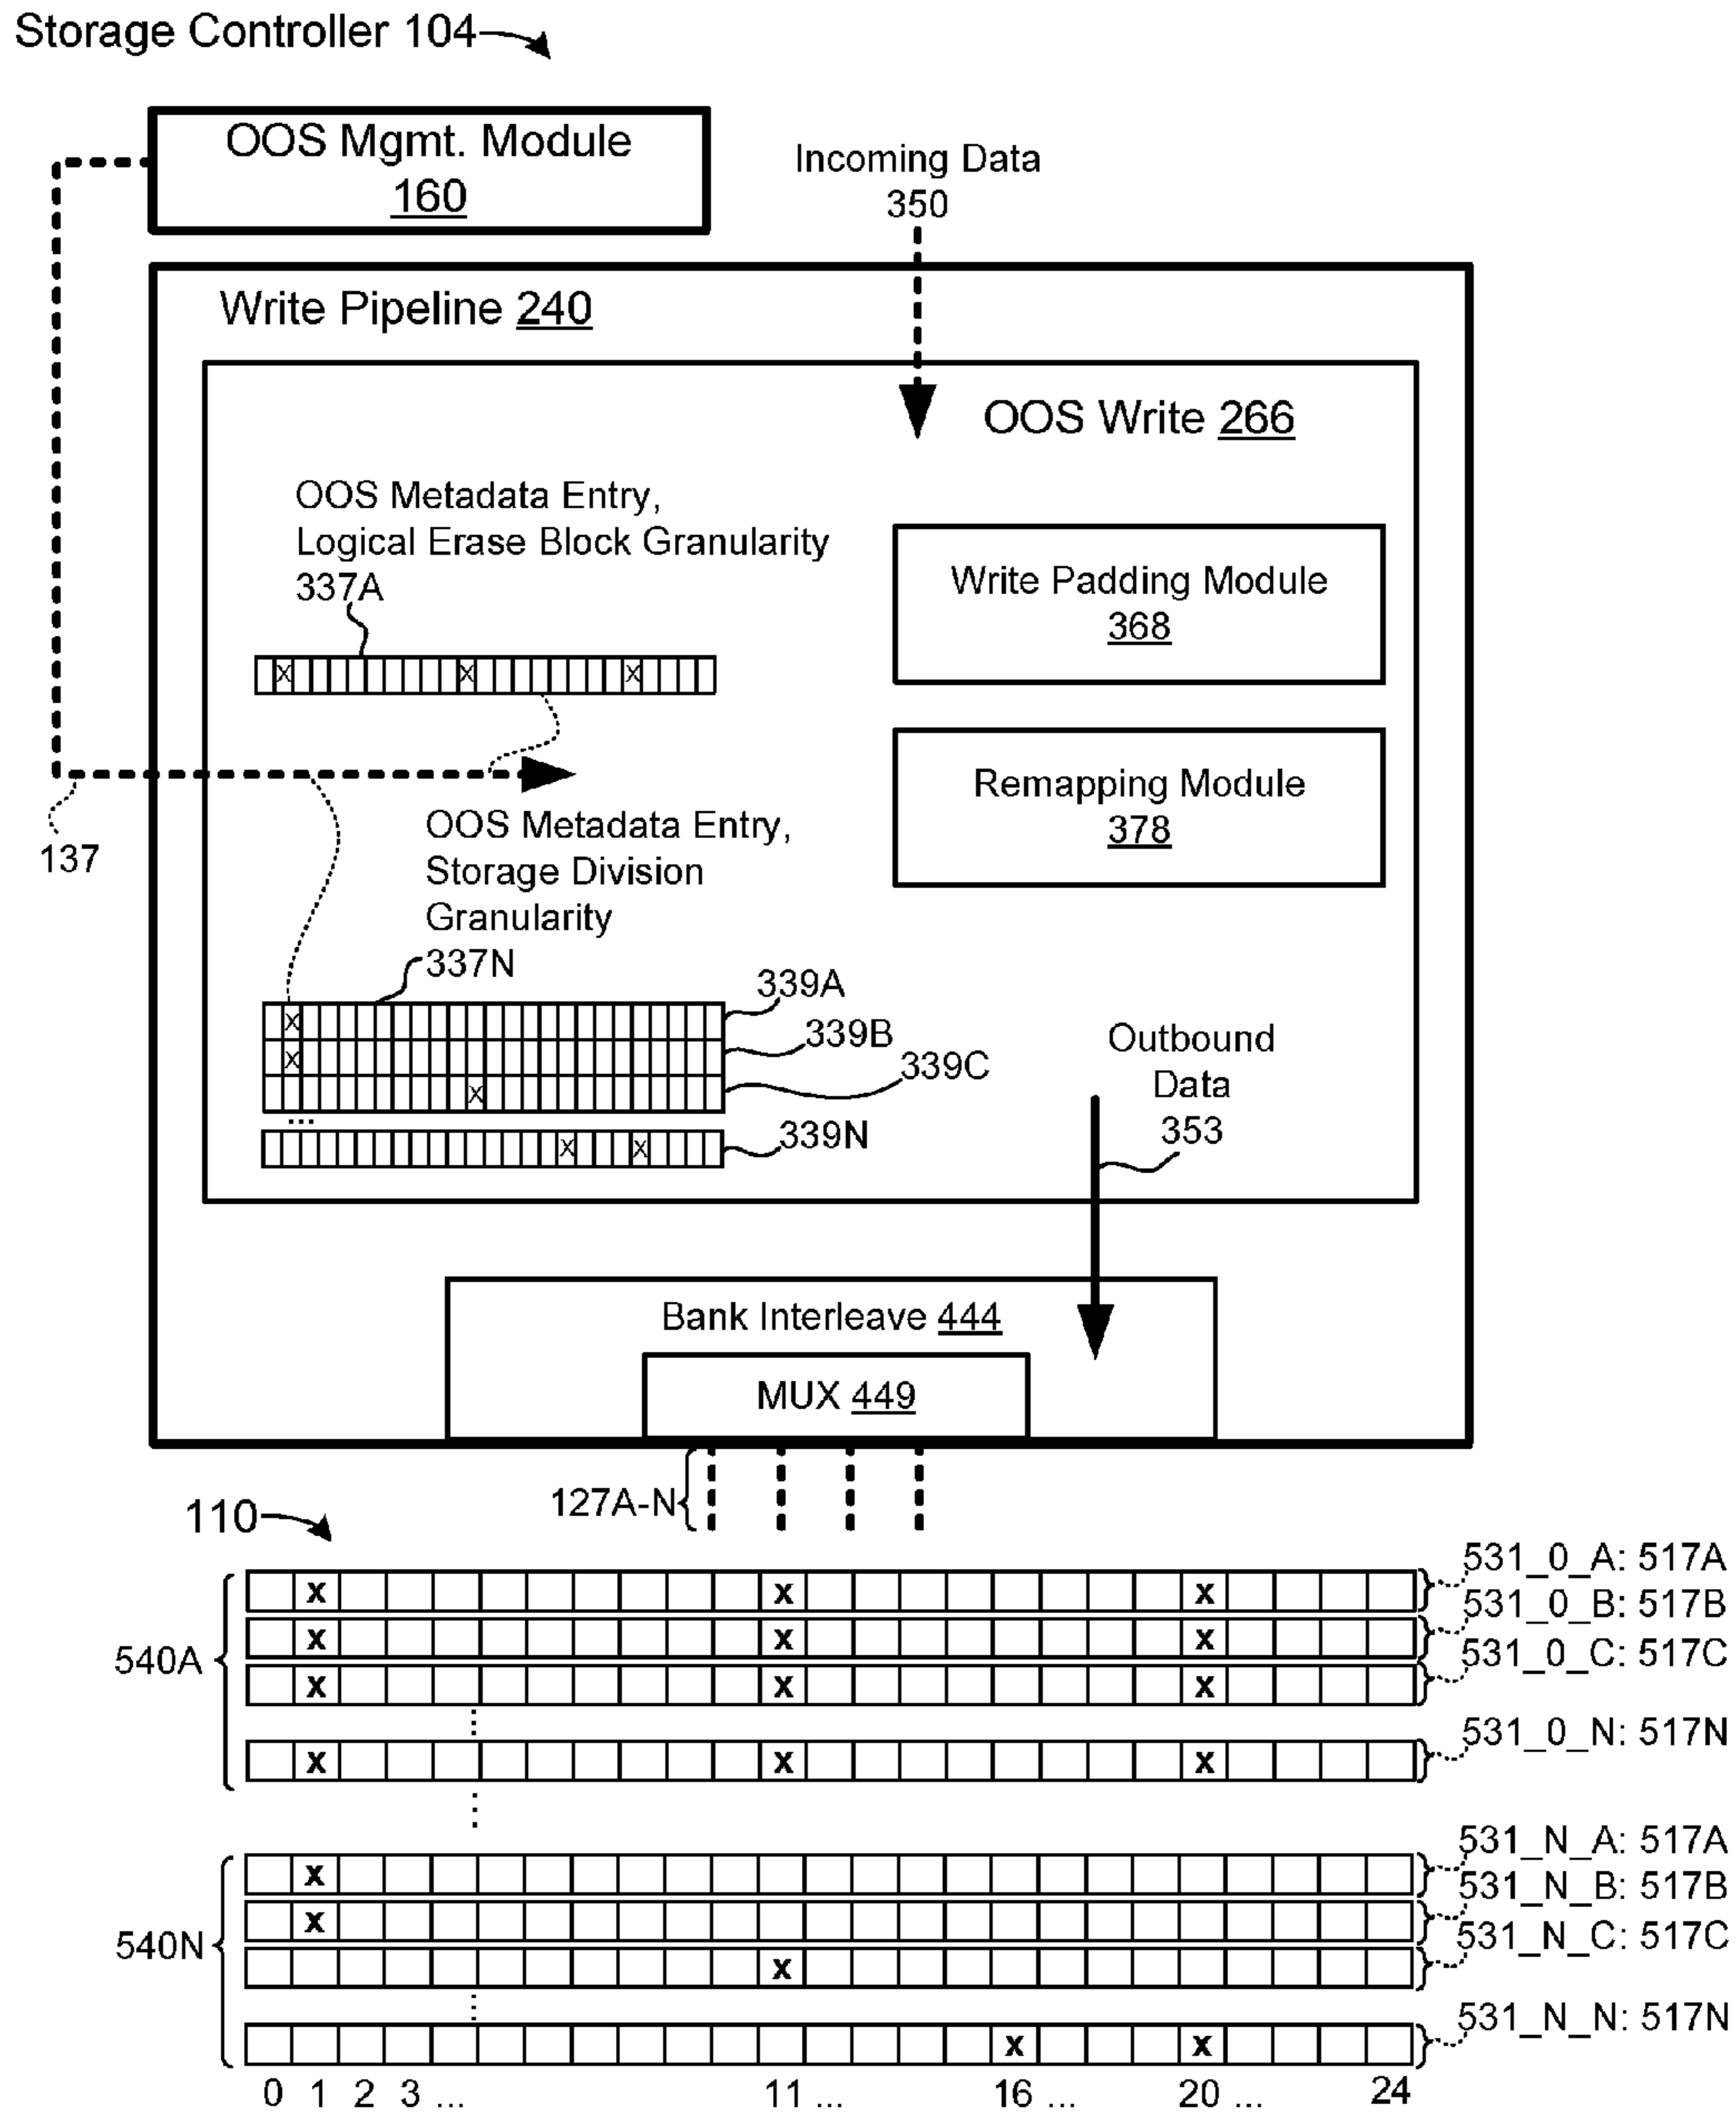 Storage Controller 104
OOS Mgmt. Module
160
Incoming Data
350
Write Pipeline 240
OOS Write 266
OOS Metadata Entry,
Logical Erase Block Granularity
337A
X X X
Write Padding Module
368
Remapping Module
378
137
OOS Metadata Entry,
Storage Division
Granularity
337N
339A
X
339B
X
339C
X
...
339N
X X
Outbound
Data
353
Bank Interleave 444
MUX 449
127A-N
110
540A
x x x 531_0_A: 517A
x x x 531_0_B: 517B
x x x 531_0_C: 517C
x x x 531_0_N: 517N
540N
x 531_N_A: 517A
x 531_N_B: 517B
x 531_N_C: 517C
x x 531_N_N: 517N
0 1 2 3 ... 11 ... 16 ... 20 ... 24